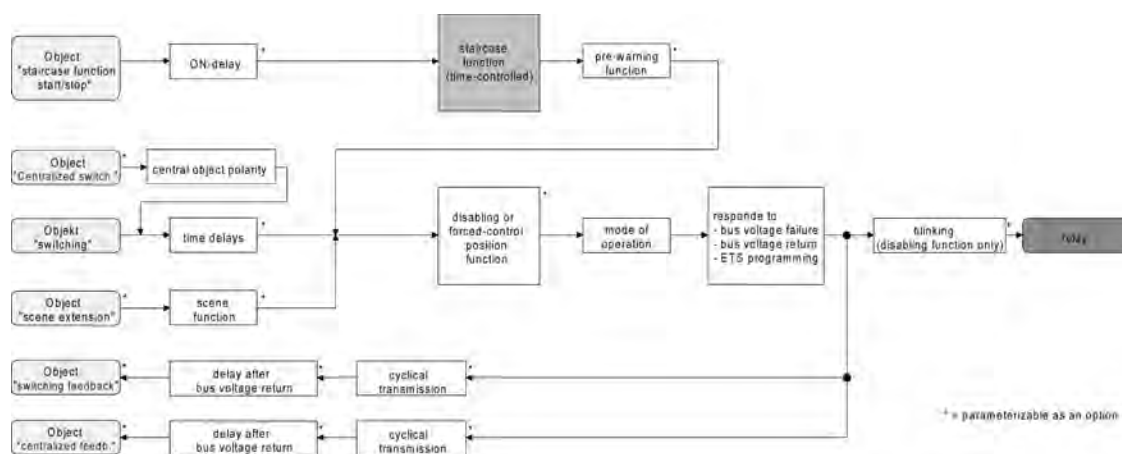 Object
"staircase function
start/stop"
*
ON-delay
*
staircase
function
(time-controlled)
pre-warning
function
*
Object
"Centralized switch."
*
central object polarity
Objekt
"switching"
time delays
*
disabling or
forced-control
position
function
*
mode of
operation
responde to
- bus voltage failure
- bus voltage return
- ETS programming
blinking
(disabling function only)
*
relay
Object
"scene extension"
*
scene
function
*
Object
"switching feedback"
*
delay after
bus voltage return
*
cyclical
transmission
*
Object
"centralized feedb."
*
delay after
bus voltage return
*
cyclical
transmission
*
* = parameterizable as an option